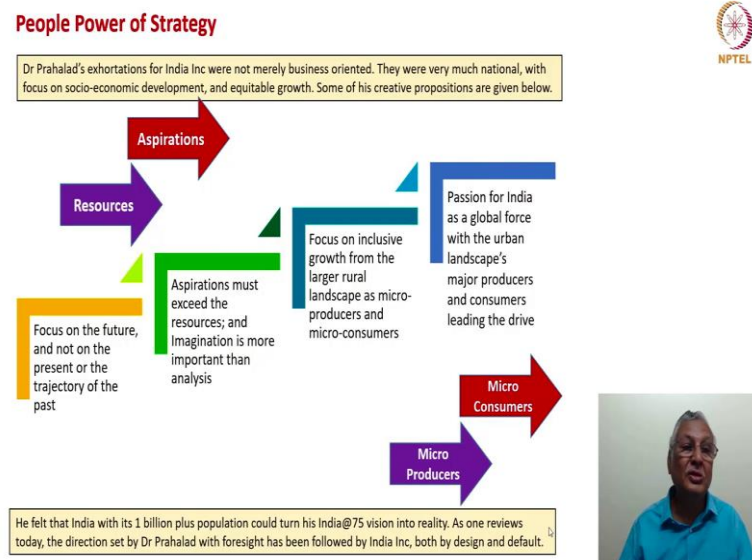 People Power of Strategy
NPTEL
Dr Prahalad's exhortations for India Inc were not merely business oriented. They were very much national, with
focus on socio-economic development, and equitable growth. Some of his creative propositions are given below.
Aspirations
Resources
Focus on the future,
and not on the
present or the
trajectory of the
past
Aspirations must
exceed the
resources; and
Imagination is more
important than
analysis
Focus on inclusive
growth from the
larger rural
landscape as micro-
producers and
micro-consumers
Passion for India
as a global force
with the urban
landscape's
major producers
and consumers
leading the drive
Micro
Consumers
Micro
Producers
He felt that India with its 1 billion plus population could turn his India@75 vision into reality. As one reviews
today, the direction set by Dr Prahalad with foresight has been followed by India Inc, both by design and default.